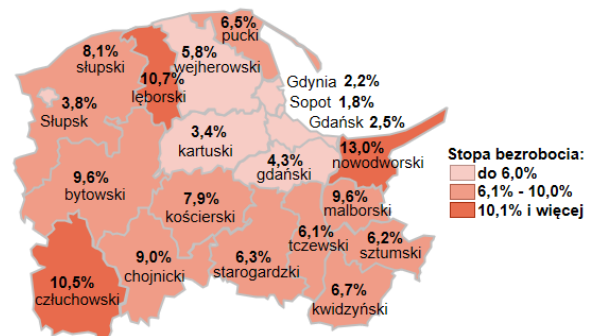 6,5%
pucki
8,1%
słupski
5,8%
wejherowski
10,7%
lęborski
Gdynia 2,2%
Sopot 1,8%
Gdańsk 2,5%
3,8%
Słupsk
3,4%
kartuski
4,3%
gdański
13,0%
nowodworski
Stopa bezrobocia:
do 6,0%
6,1% - 10,0%
10,1% i więcej
9,6%
bytowski
7,9%
kościerski
9,6%
malborski
6,1%
tczewski
6,2%
sztumski
9,0%
chojnicki
6,3%
starogardzki
10,5%
człuchowski
6,7%
kwidzyński